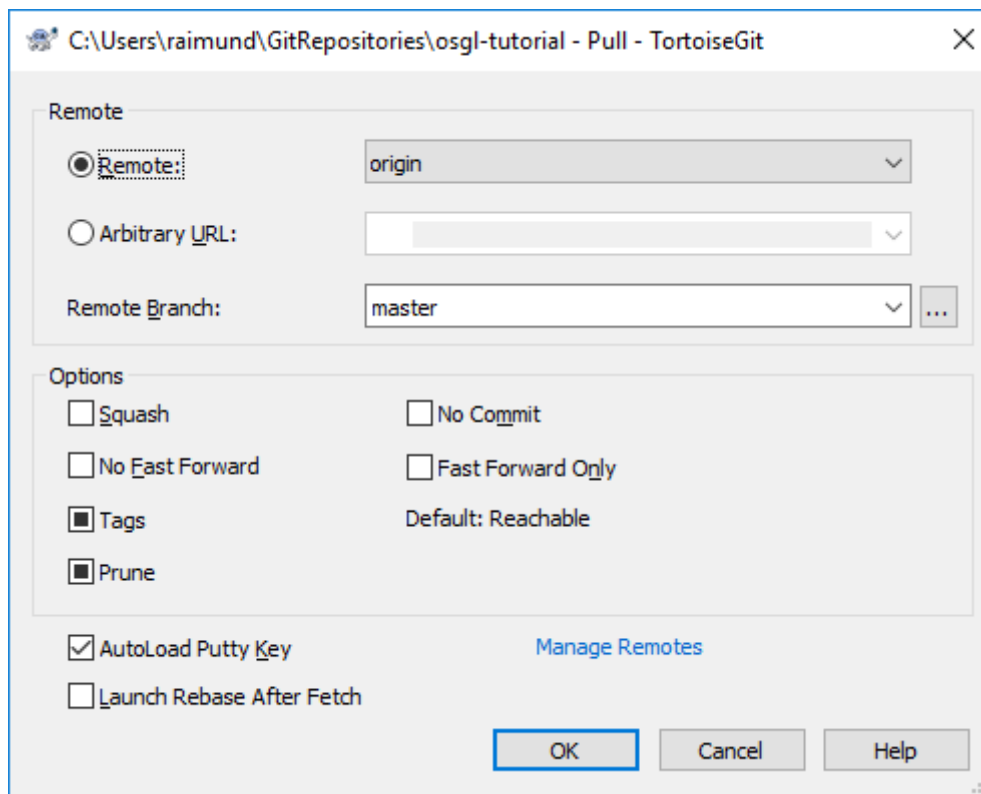 C:\Users\raimund\GitRepositories\osgl-tutorial - Pull - TortoiseGit
Remote
Remote: origin
Arbitrary URL:
Remote Branch: master ...
Options
Squash No Commit
No Fast Forward Fast Forward Only
Tags Default: Reachable
Prune
AutoLoad Putty Key Manage Remotes
Launch Rebase After Fetch
OK Cancel Help